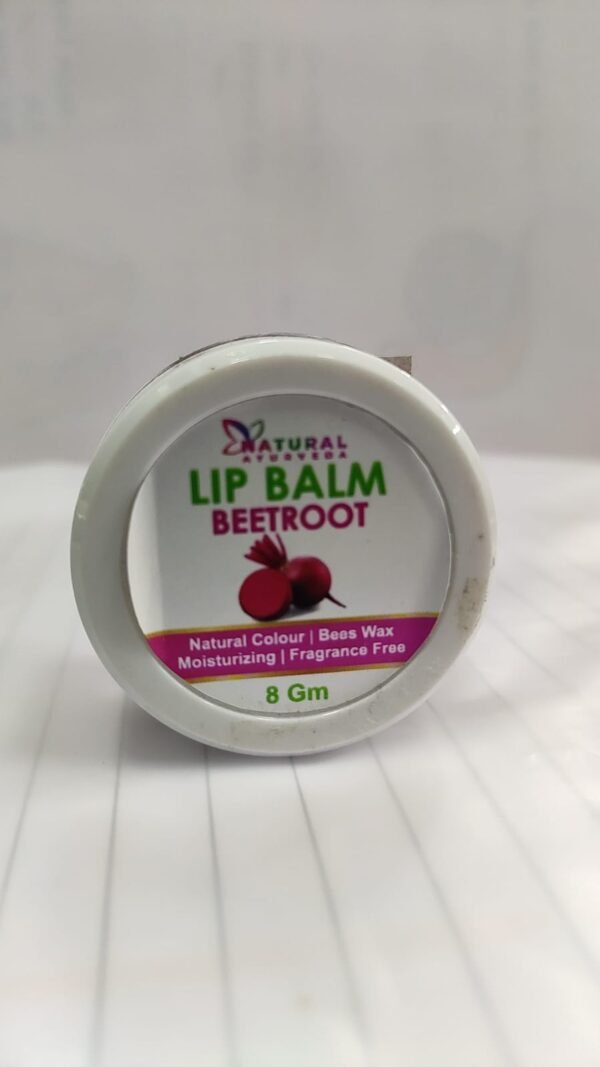 NATURAL
AYURVEDA
LIP BALM
BEETROOT
Natural Colour | Bees Wax
Moisturizing | Fragrance Free
8 Gm